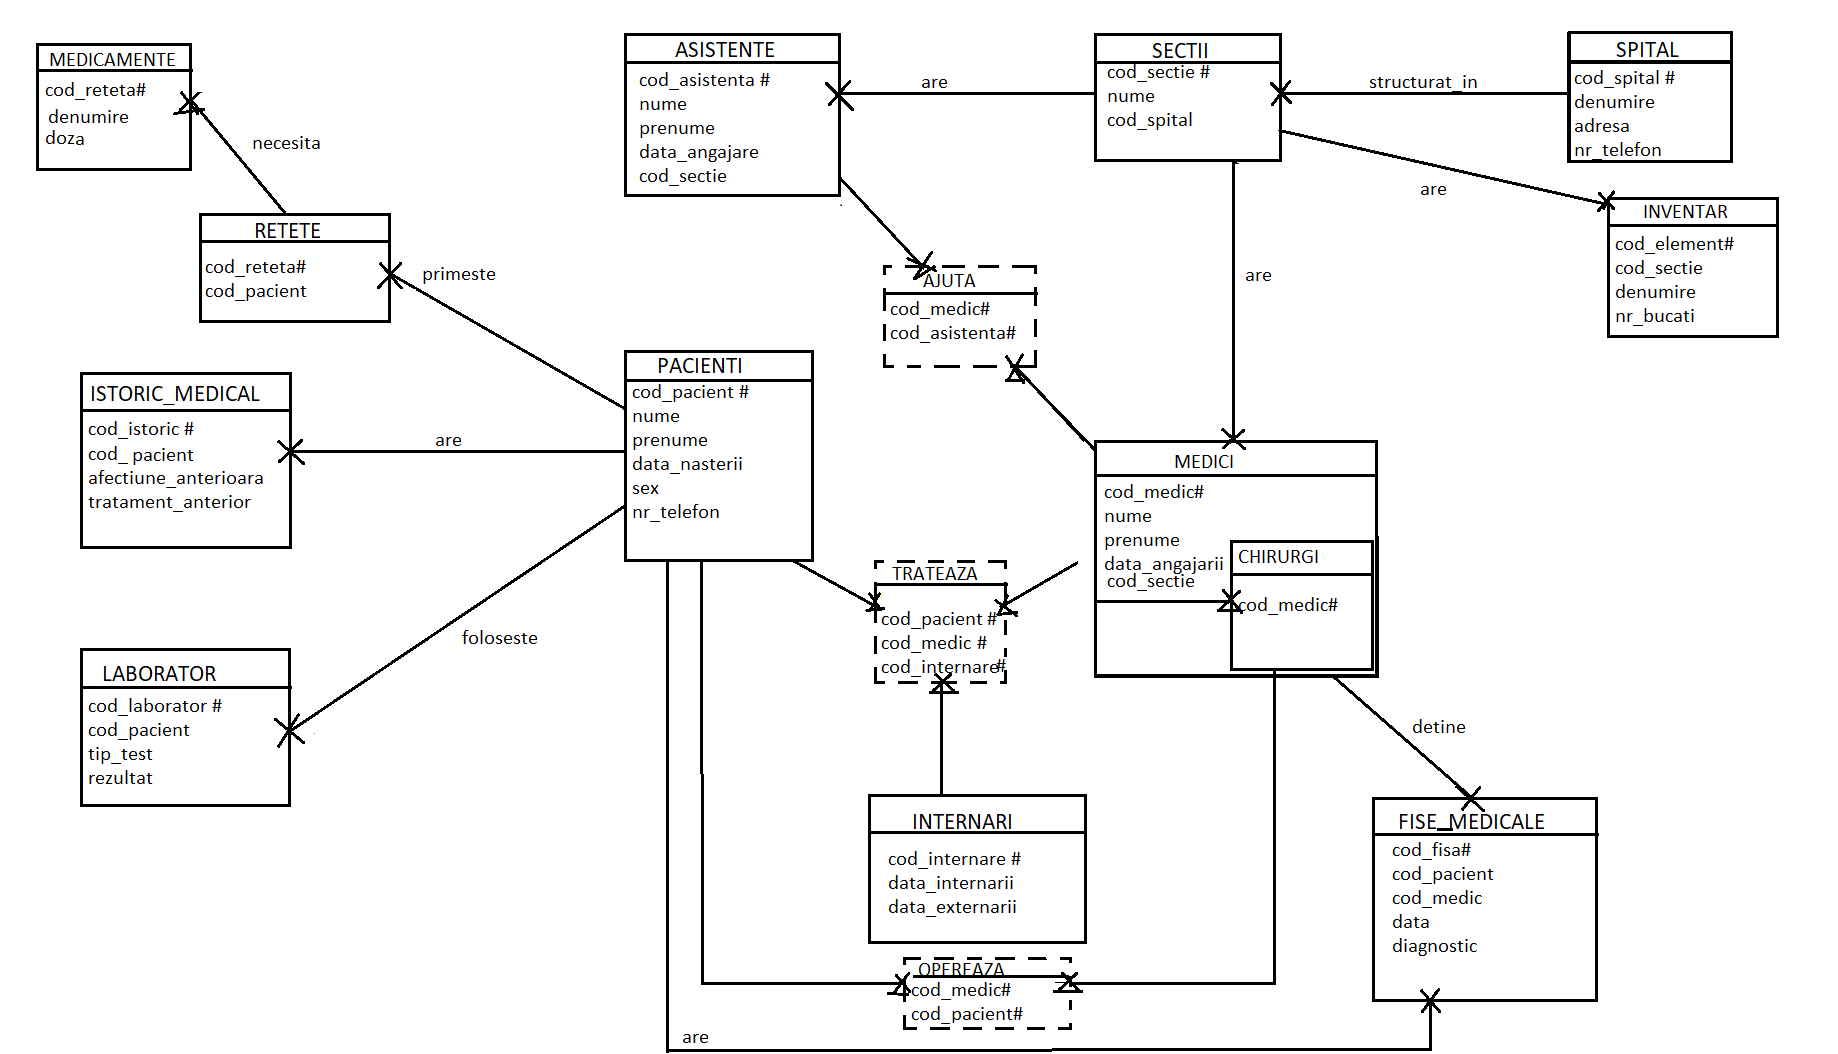 MEDICAMENTE
cod_reteta#
denumire
doza
necesita
RETETE
cod_reteta#
cod_pacient
primeste
ISTORIC_MEDICAL
cod_istoric #
cod_ pacient
afectiune_anterioara
tratament_anterior
are
LABORATOR
cod_laborator #
cod_pacient
tip_test
rezultat
foloseste
ASISTENTE
cod_asistenta #
nume
prenume
data_angajare
cod_sectie
are
SECTII
cod_sectie #
nume
cod_spital
structurat_in
SPITAL
cod_spital #
denumire
adresa
nr_telefon
are
INVENTAR
cod_element#
cod_sectie
denumire
nr_bucati
are
AJUTA
cod_medic#
cod_asistenta#
PACIENTI
cod_pacient #
nume
prenume
data_nasterii
sex
nr_telefon
MEDICI
cod_medic#
nume
prenume
data_angajarii
cod_sectie
CHIRURGI
cod_medic#
TRATEAZA
cod_pacient #
cod_medic #
cod_internare#
detine
INTERNARI
cod_internare #
data_internarii
data_externarii
FISE_MEDICALE
cod_fisa#
cod_pacient
cod_medic
data
diagnostic
OPEREAZA
cod_medic#
cod_pacient#
are